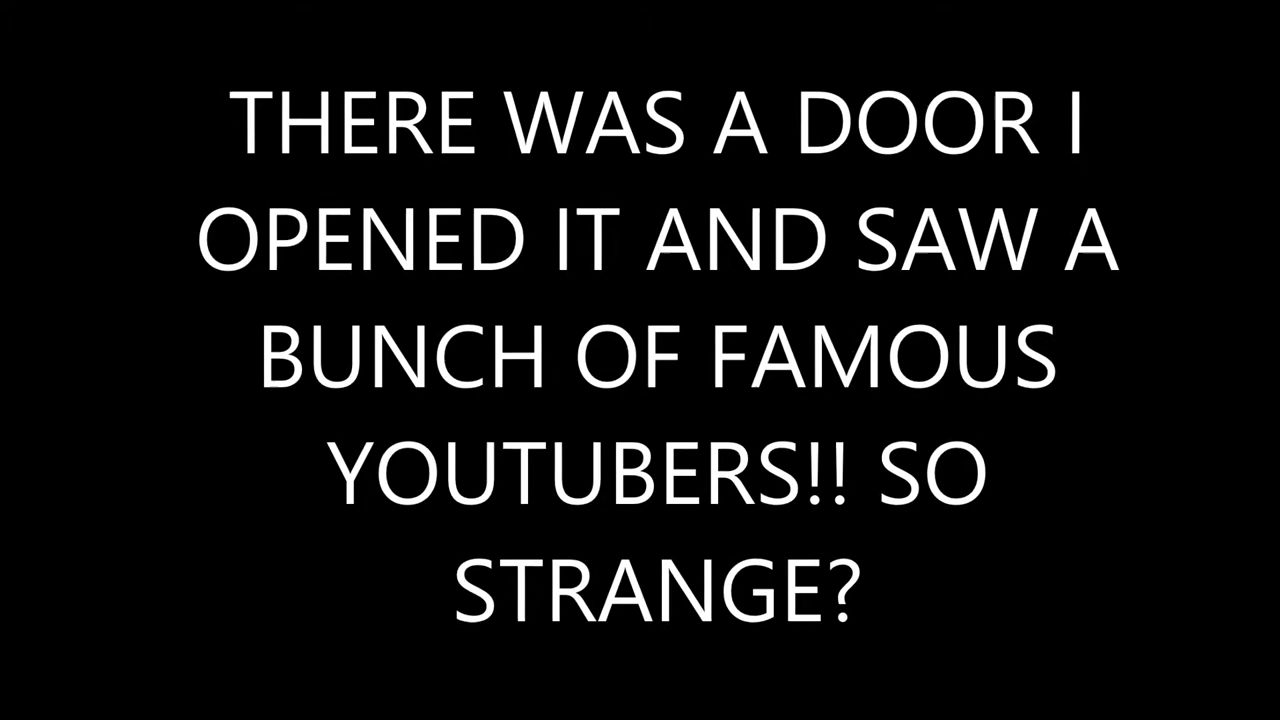 THERE WAS A DOOR I
OPENED IT AND SAW A
BUNCH OF FAMOUS
YOUTUBERS!! SO
STRANGE?